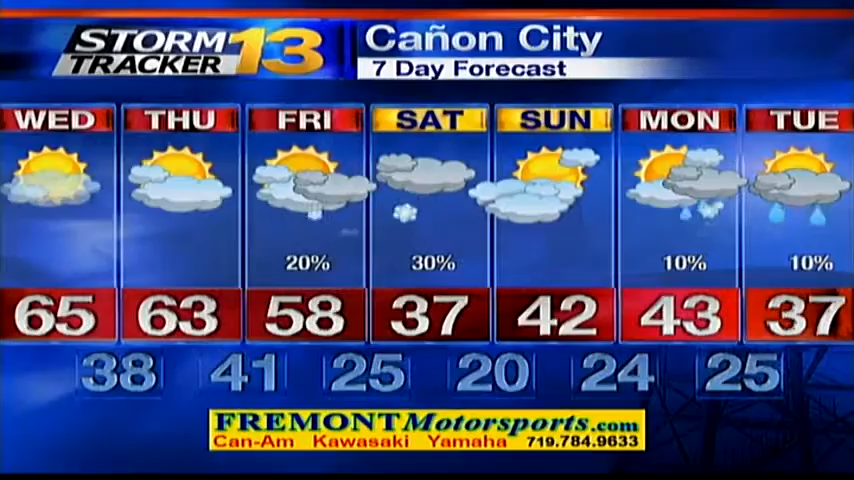 STORM TRACKER 13
Cañon City
7 Day Forecast
WED THU FRI SAT SUN MON TUE
20% 30% 10% 10%
65 63 58 37 42 43 37
38 41 25 20 24 25
FREMONTMotorsports.com
Can-Am Kawasaki Yamaha 719.784.9633